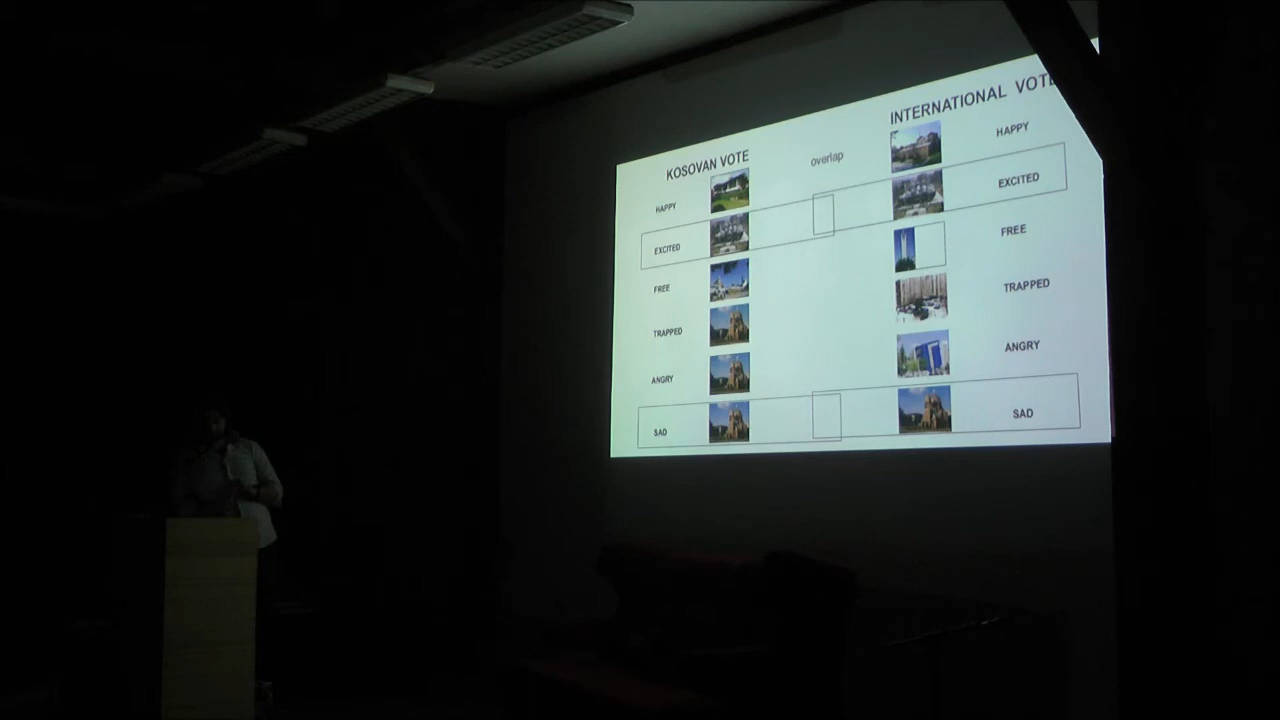 KOSOVAN VOTE
overlap
INTERNATIONAL VOTE
HAPPY
HAPPY
EXCITED
EXCITED
FREE
FREE
TRAPPED
TRAPPED
ANGRY
ANGRY
SAD
SAD